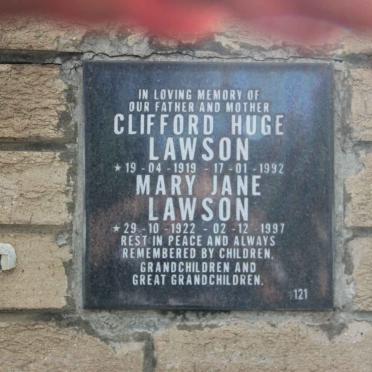 IN LOVING MEMORY OF
OUR FATHER AND MOTHER
CLIFFORD HUGE
LAWSON
* 19 - 04 - 1919 - 17 - 01 - 1992
MARY JANE
LAWSON
* 29 - 10 - 1922 - 02 - 12 - 1997
REST IN PEACE AND ALWAYS
REMEMBERED BY CHILDREN,
GRANDCHILDREN AND
GREAT GRANDCHILDREN.
121